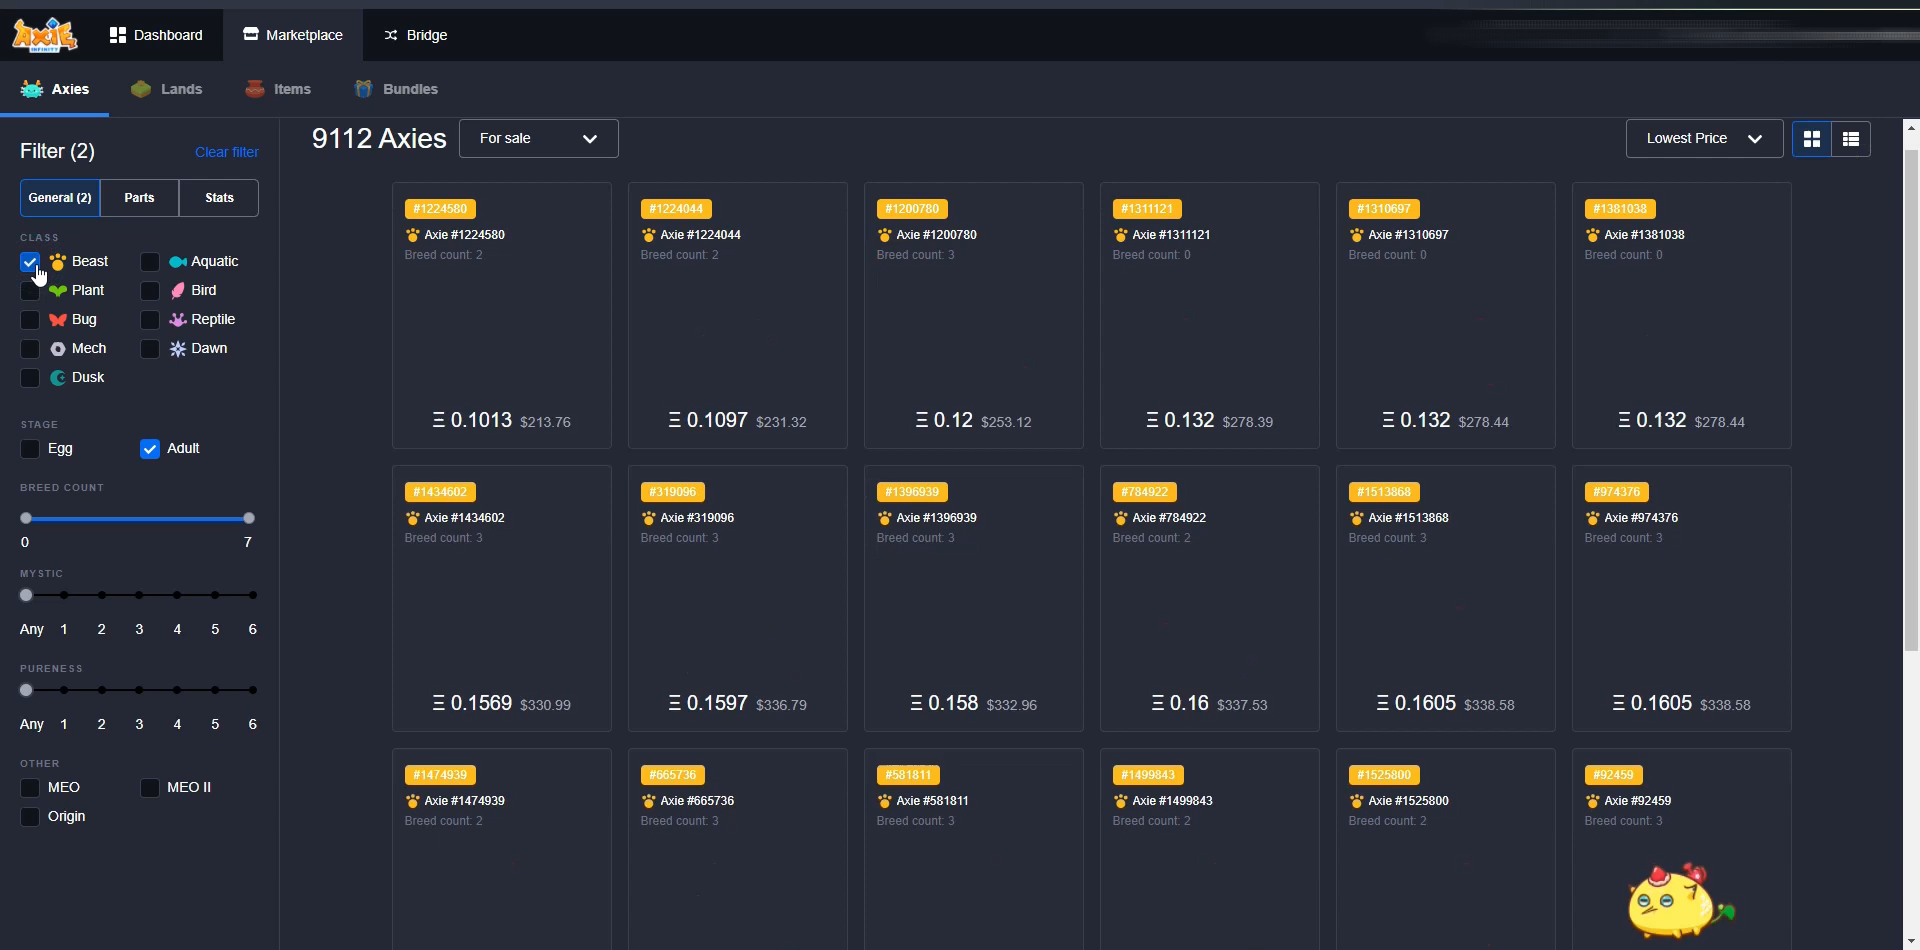 AXIE
INFINITY
Dashboard
Marketplace
Bridge
Axies
Lands
Items
Bundles
Filter (2)
Clear filter
General (2)
Parts
Stats
CLASS
Beast
Aquatic
Plant
Bird
Bug
Reptile
Mech
Dawn
Dusk
STAGE
Egg
Adult
BREED COUNT
0
7
MYSTIC
Any 1 2 3 4 5 6
PURENESS
Any 1 2 3 4 5 6
OTHER
MEO
MEO II
Origin
9112 Axies
For sale
Lowest Price
#1224580
Axie #1224580
Breed count: 2
Ξ 0.1013 $213.76
#1224044
Axie #1224044
Breed count: 2
Ξ 0.1097 $231.32
#1200780
Axie #1200780
Breed count: 3
Ξ 0.12 $253.12
#1311121
Axie #1311121
Breed count: 0
Ξ 0.132 $278.39
#1310697
Axie #1310697
Breed count: 0
Ξ 0.132 $278.44
#1381038
Axie #1381038
Breed count: 0
Ξ 0.132 $278.44
#1434602
Axie #1434602
Breed count: 3
Ξ 0.1569 $330.99
#319096
Axie #319096
Breed count: 3
Ξ 0.1597 $336.79
#1396939
Axie #1396939
Breed count: 3
Ξ 0.158 $332.96
#784922
Axie #784922
Breed count: 2
Ξ 0.16 $337.53
#1513868
Axie #1513868
Breed count: 3
Ξ 0.1605 $338.58
#974376
Axie #974376
Breed count: 3
Ξ 0.1605 $338.58
#1474939
Axie #1474939
Breed count: 2
#665736
Axie #665736
Breed count: 3
#581811
Axie #581811
Breed count: 3
#1499843
Axie #1499843
Breed count: 2
#1525800
Axie #1525800
Breed count: 2
#92459
Axie #92459
Breed count: 3